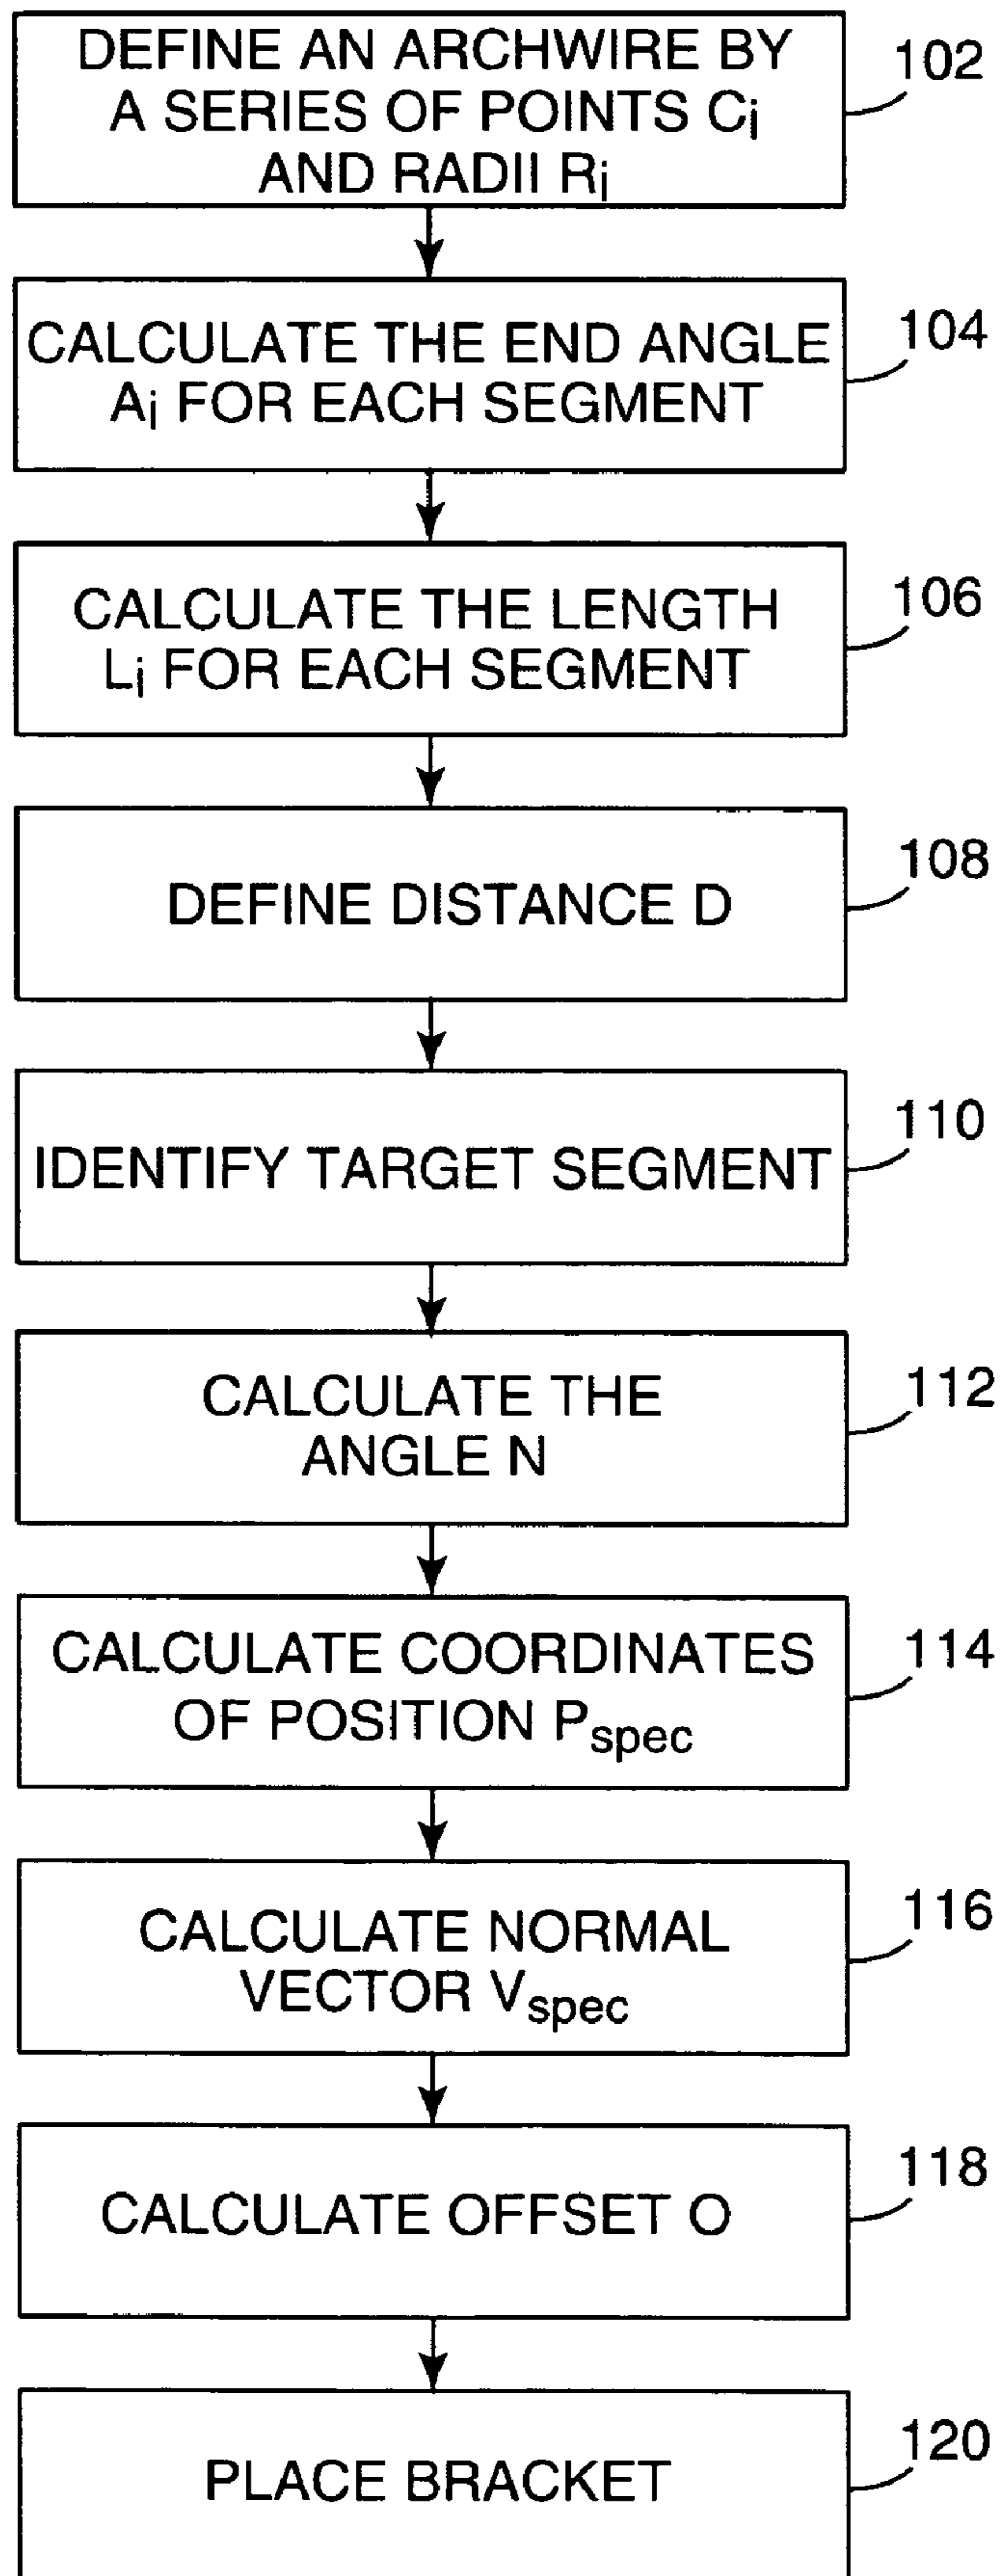 DEFINE AN ARCHWIRE BY
A SERIES OF POINTS Ci
AND RADII Ri
102
CALCULATE THE END ANGLE
Ai FOR EACH SEGMENT
104
CALCULATE THE LENGTH
Li FOR EACH SEGMENT
106
DEFINE DISTANCE D
108
IDENTIFY TARGET SEGMENT
110
CALCULATE THE
ANGLE N
112
CALCULATE COORDINATES
OF POSITION Pspec
114
CALCULATE NORMAL
VECTOR Vspec
116
CALCULATE OFFSET O
118
PLACE BRACKET
120